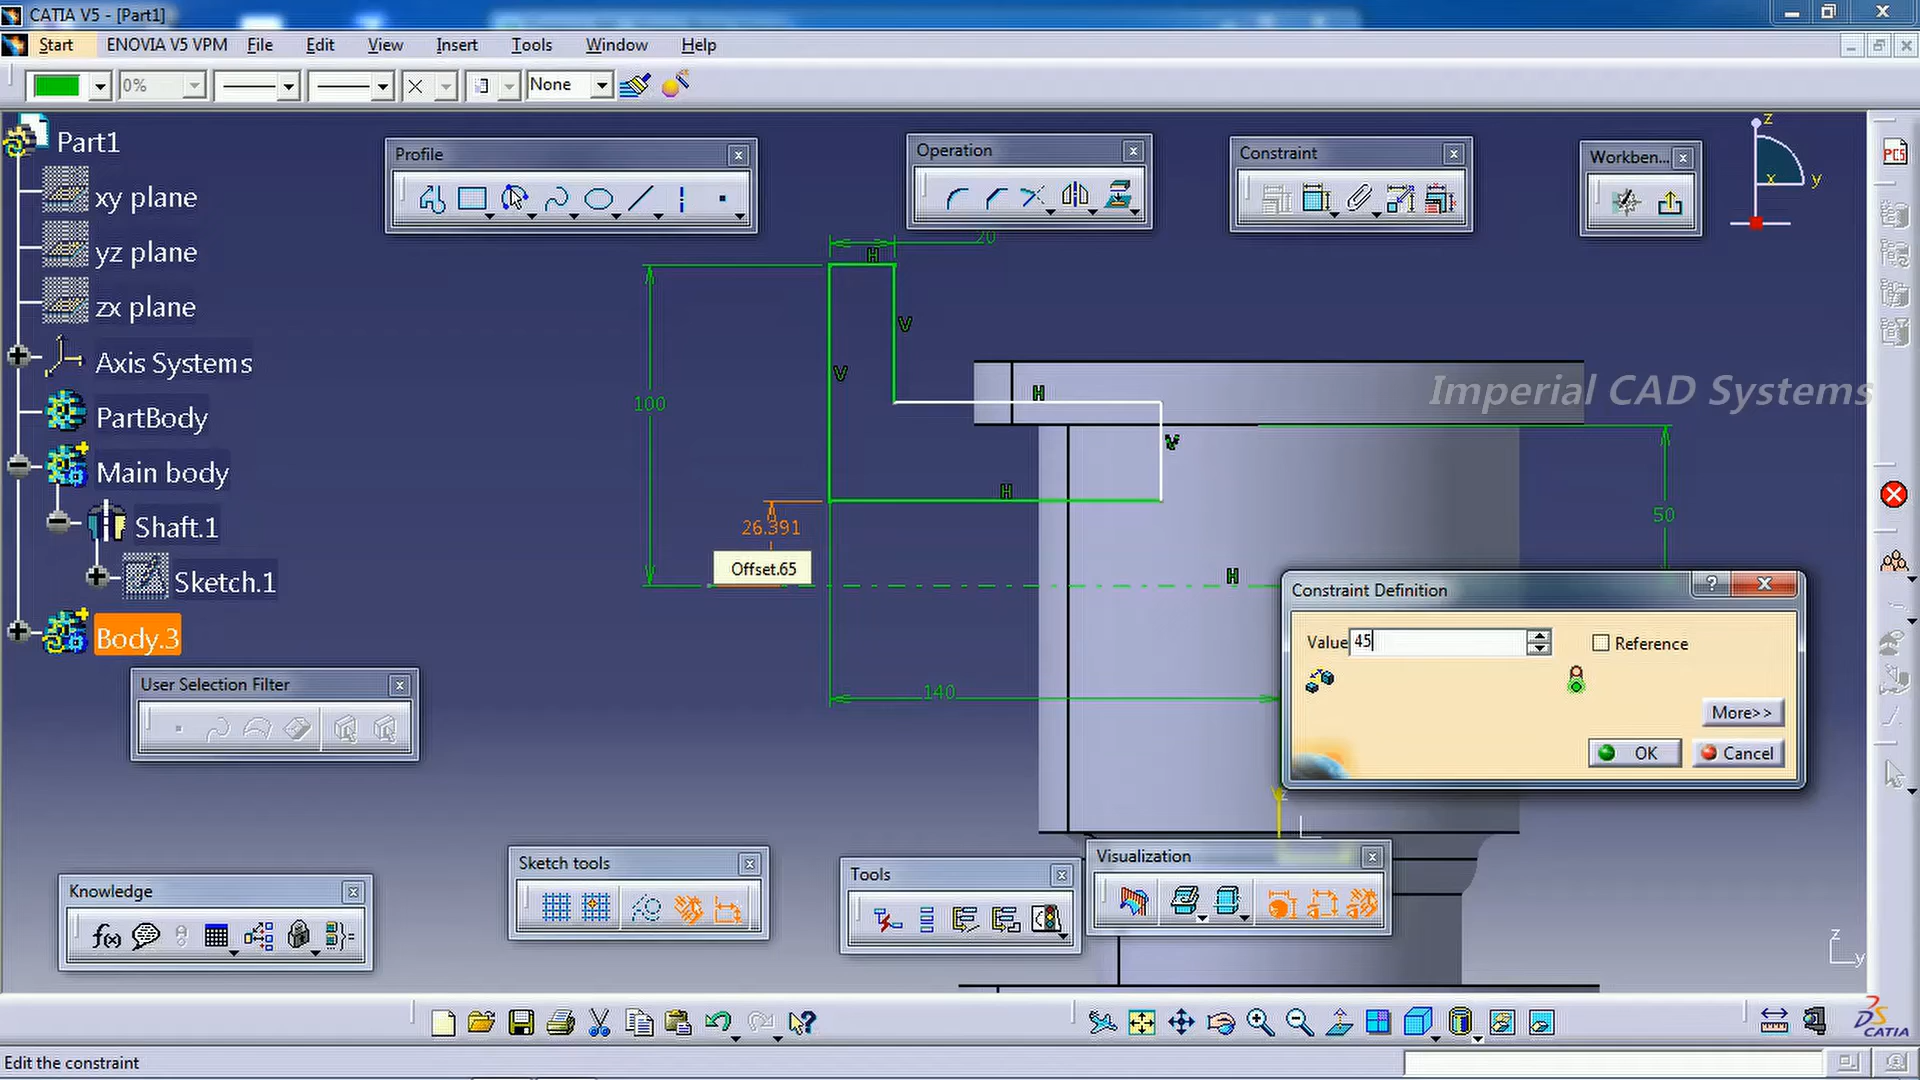 CATIA V5 - [Part1]
Start ENOVIA V5 VPM File Edit View Insert Tools Window Help
0% None
Part1
xy plane
yz plane
zx plane
Axis Systems
PartBody
Main body
Shaft.1
Sketch.1
Body.3
Profile
Operation
Constraint
Workben...
PCS
z
x
y
20
H
V
V
100
H
V
H
26.391
Offset.65
H
50
140
Imperial CAD Systems
Constraint Definition
Value 45 Reference
More>>
OK Cancel
User Selection Filter
Sketch tools
Tools
Visualization
Knowledge
f(x)
z
y
CATIA
Edit the constraint